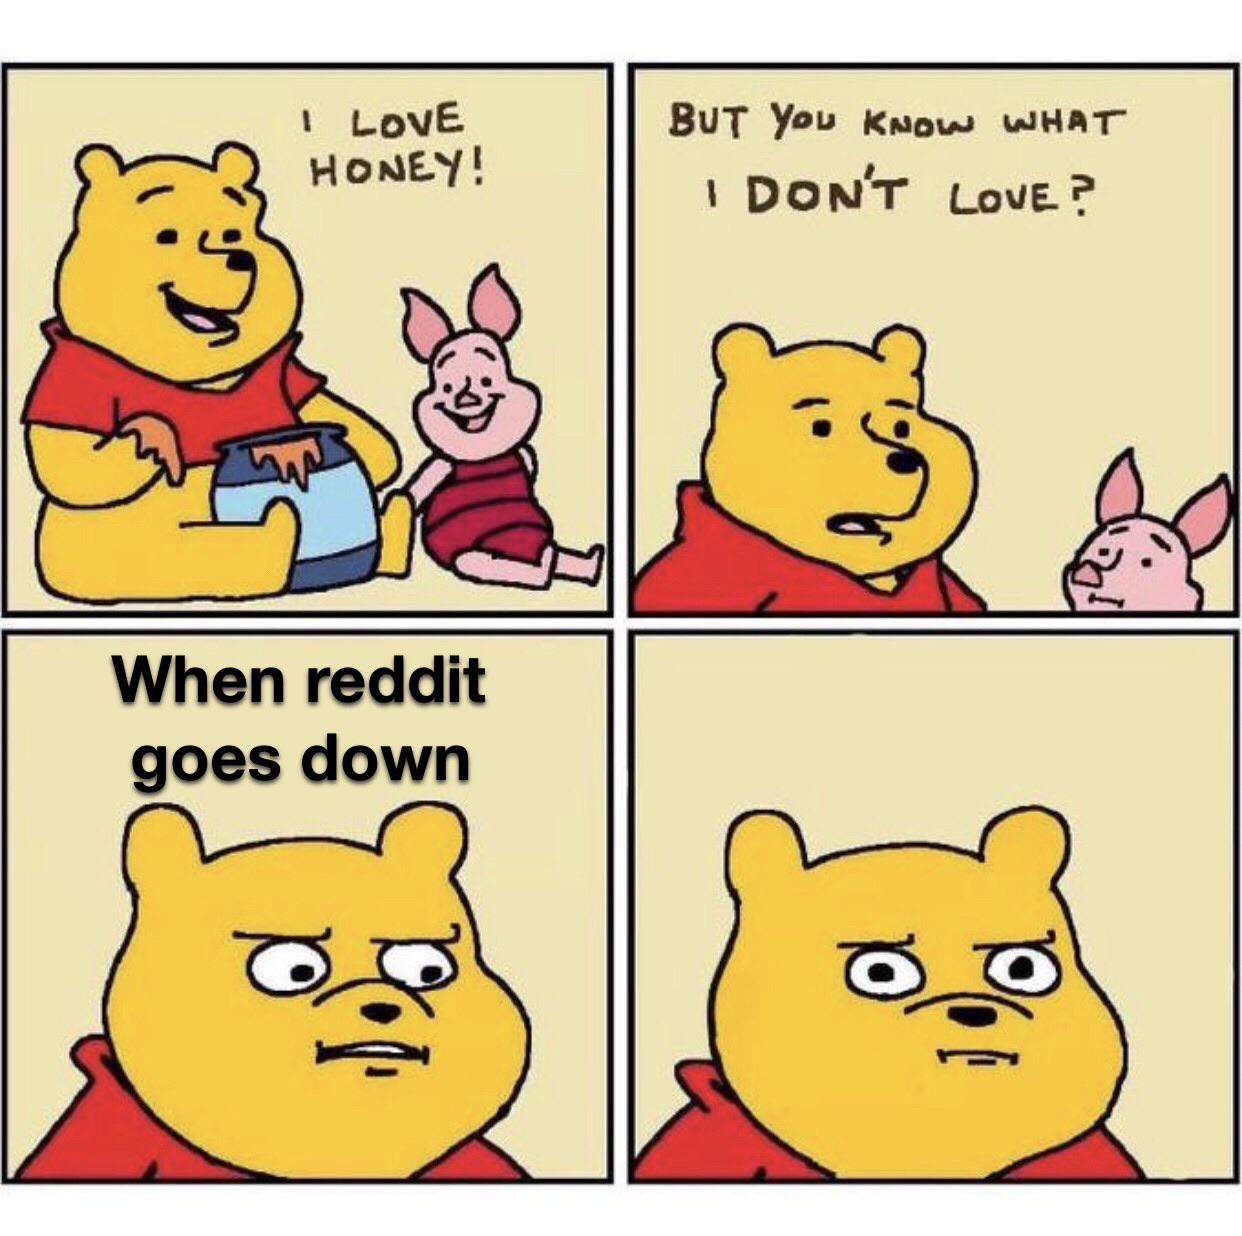 I LOVE
HONEY!
BUT YOU KNOW WHAT
I DON'T LOVE?
When reddit
goes down